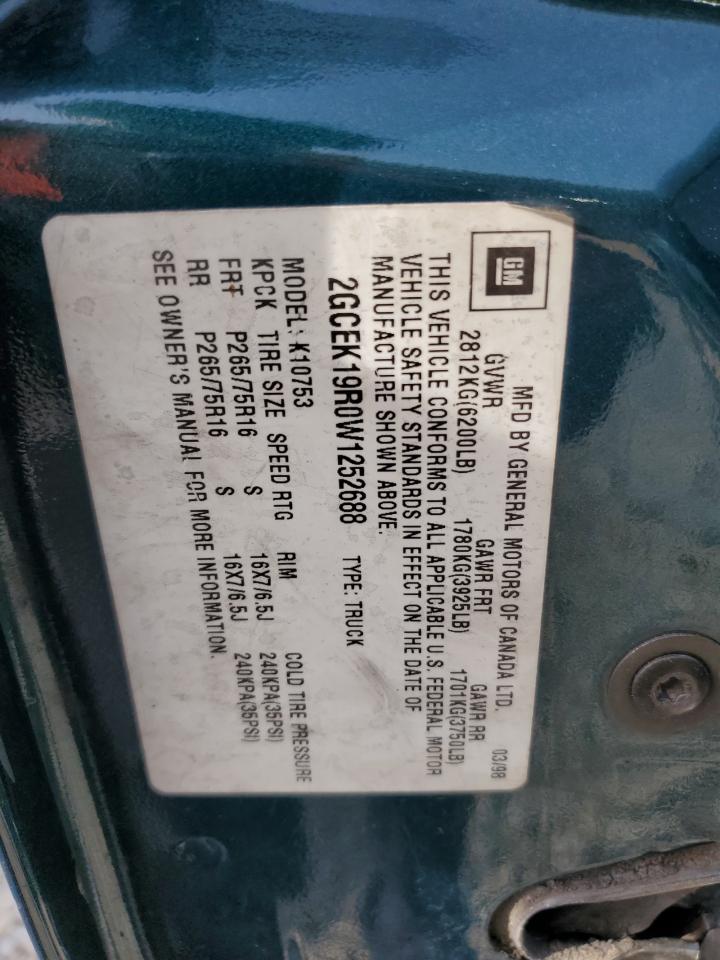 GM
MFD BY GENERAL MOTORS OF CANADA LTD. 03/98
GVWR GAWR FRT GAWR RR
2812KG(6200LB) 1780KG(3925LB) 1701KG(3750LB)
THIS VEHICLE CONFORMS TO ALL APPLICABLE U.S. FEDERAL MOTOR
VEHICLE SAFETY STANDARDS IN EFFECT ON THE DATE OF
MANUFACTURE SHOWN ABOVE.
2GCEK19R0W1252688 TYPE: TRUCK
MODEL: K10753
KPCK TIRE SIZE SPEED RTG RIM COLD TIRE PRESSURE
FRT P265/75R16 S 16X7/6.5J 240KPA(35PSI)
RR P265/75R16 S 16X7/6.5J 240KPA(35PSI)
SEE OWNER'S MANUAL FOR MORE INFORMATION.